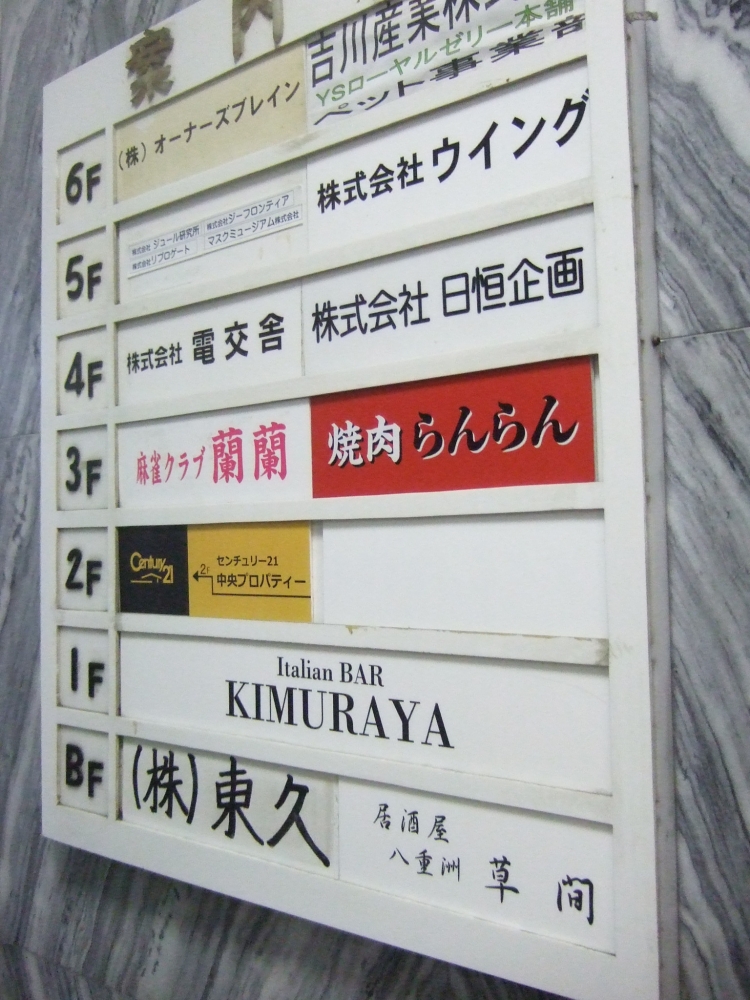 案内
6F
(株) オーナーズブレイン
吉川産業株式
YSローヤルゼリー本舗
ペット事業部
5F
株式会社 ジュール研究所
株式会社ジーフロンティア
株式会社リプロゲート
マスクミュージアム株式会社
株式会社ウイング
4F
株式会社 電交舎
株式会社 日恒企画
3F
麻雀クラブ 蘭蘭
焼肉 らんらん
2F
Century 21
2F
センチュリー21
中央プロパティー
1F
Italian BAR
KIMURAYA
BF
(株) 東久
居酒屋
八重洲 草間